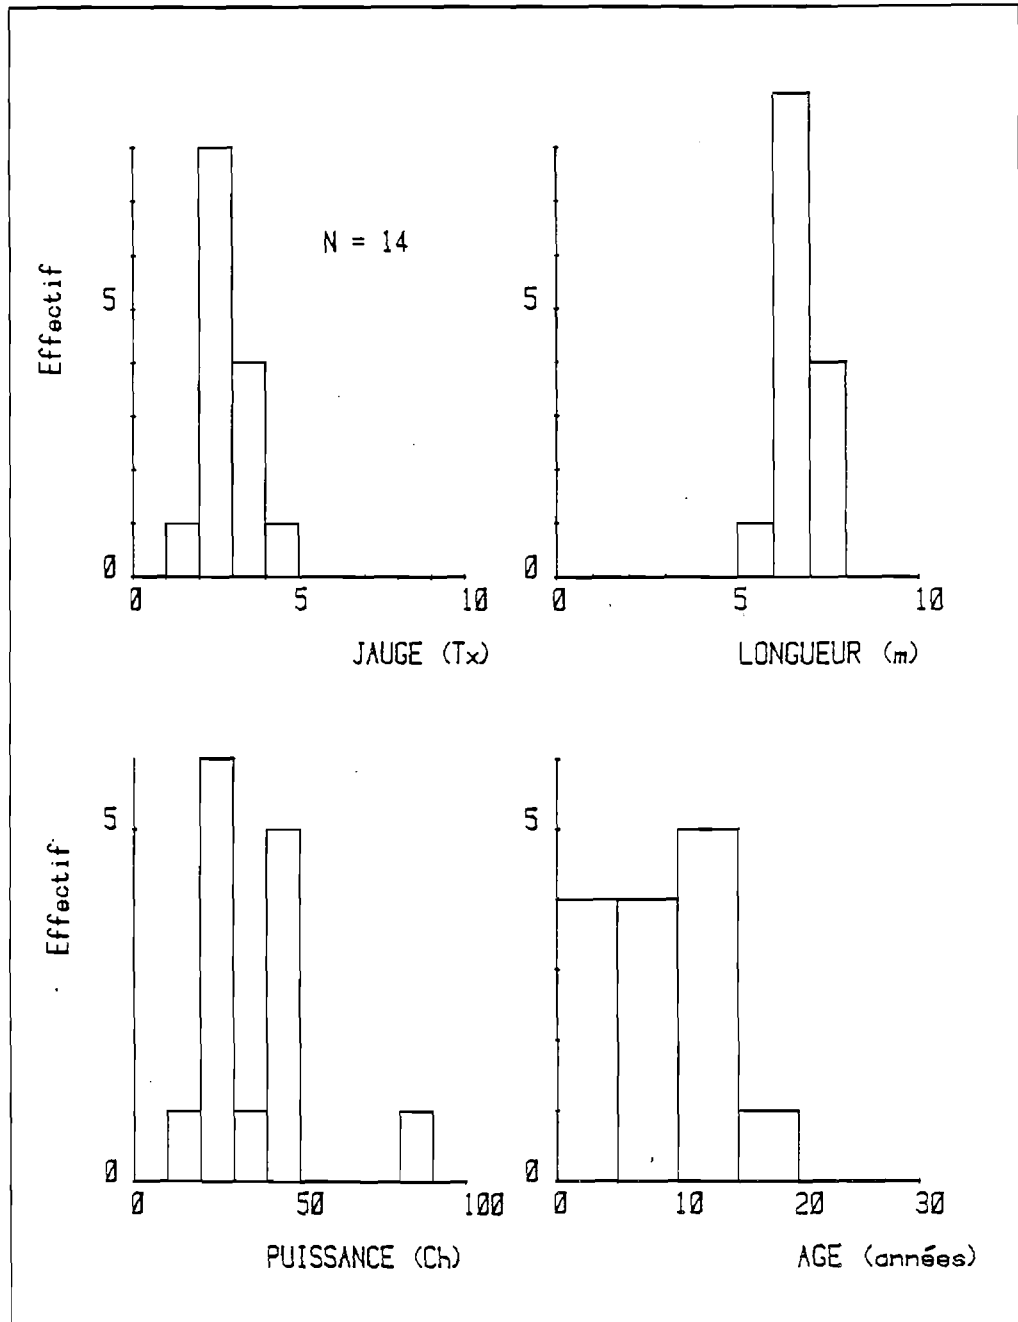 Effectif
N = 14
5
0
0 5 10
JAUGE (Tx)
5
0
0 5 10
LONGUEUR (m)
Effectif
5
0
0 50 100
PUISSANCE (Ch)
5
0
0 10 20 30
AGE (années)